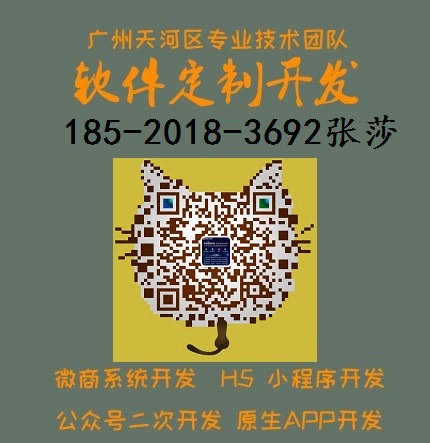 广州天河区专业技术团队
软件定制开发
185-2018-3692张莎
微商系统开发 H5 小程序开发
公众号二次开发 原生APP开发